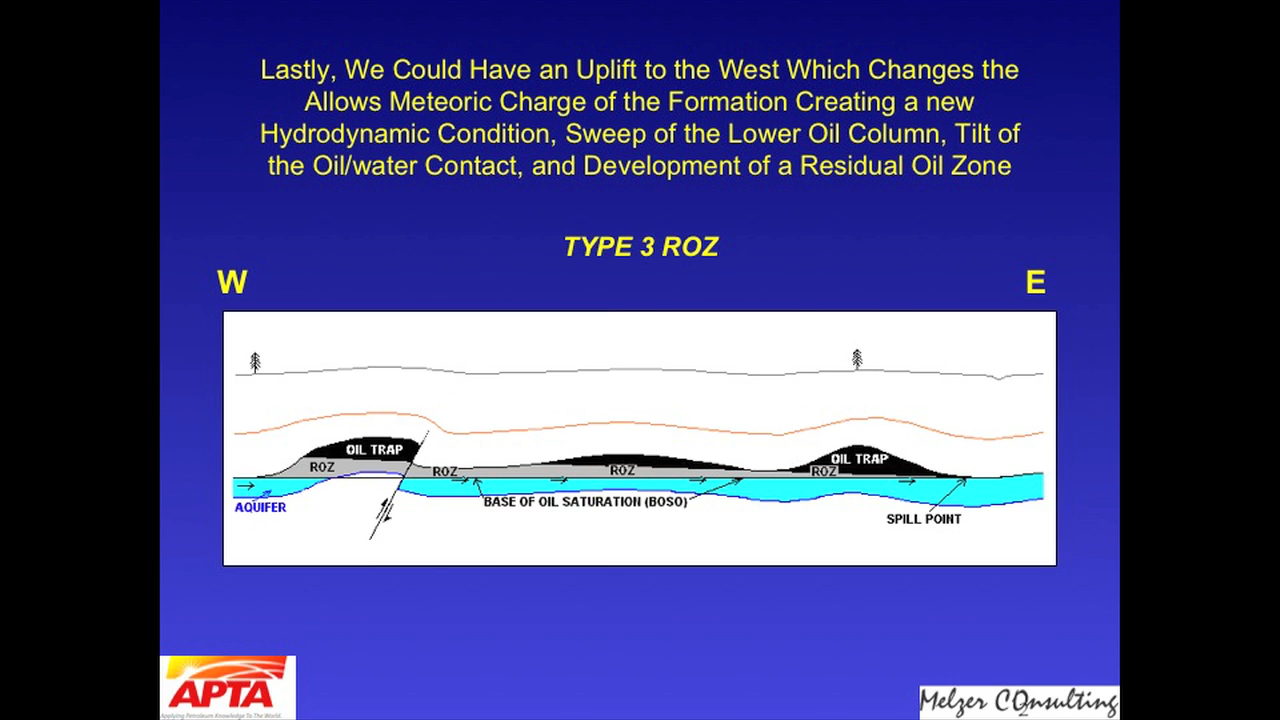 Lastly, We Could Have an Uplift to the West Which Changes the
Allows Meteoric Charge of the Formation Creating a new
Hydrodynamic Condition, Sweep of the Lower Oil Column, Tilt of
the Oil/water Contact, and Development of a Residual Oil Zone
TYPE 3 ROZ
W
E
OIL TRAP
OIL TRAP
ROZ
ROZ
ROZ
ROZ
AQUIFER
BASE OF OIL SATURATION (BOSO)
SPILL POINT
APTA
Applying Petroleum Knowledge To The World.
Melzer CO2nsulting